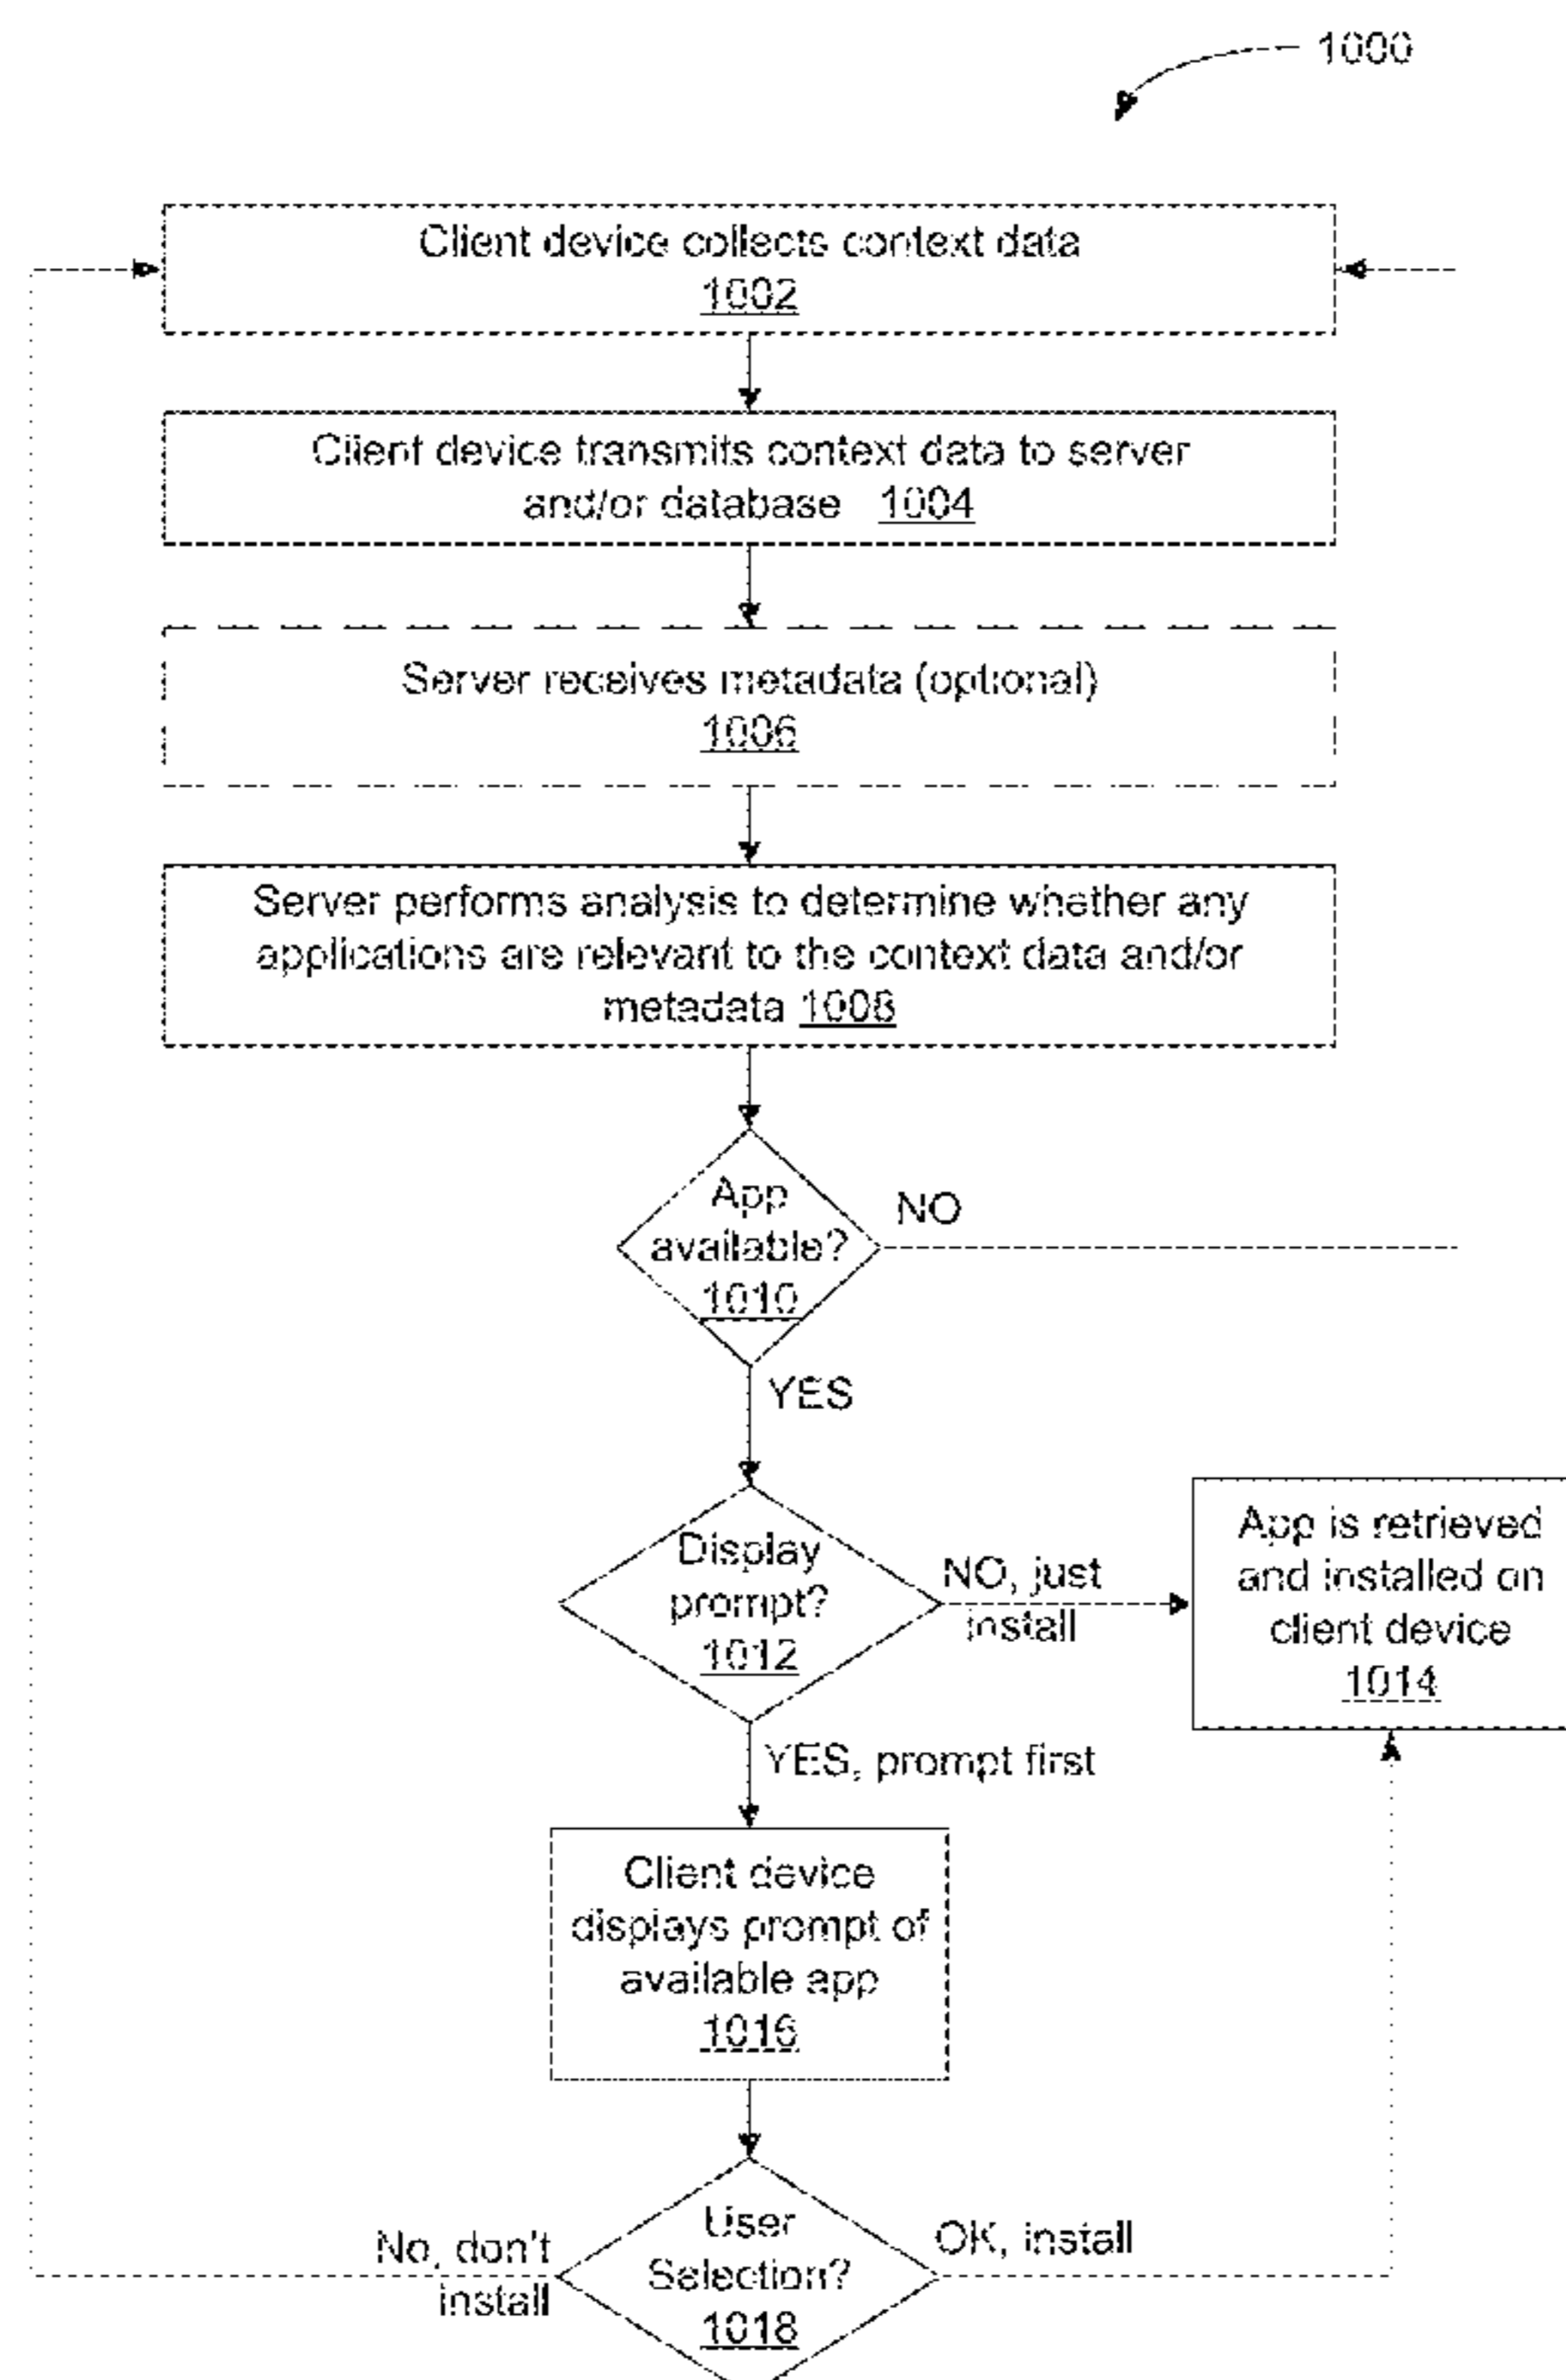 1000
Client device collects context data
1002
Client device transmits context data to server
and/or database 1004
Server receives metadata (optional)
1006
Server performs analysis to determine whether any
applications are relevant to the context data and/or
metadata 1008
App
available?
1010
NO
YES
Display
prompt?
1012
NO, just
install
App is retrieved
and installed on
client device
1014
YES, prompt first
Client device
displays prompt of
available app
1016
User
Selection?
1018
No, don't
install
OK, install